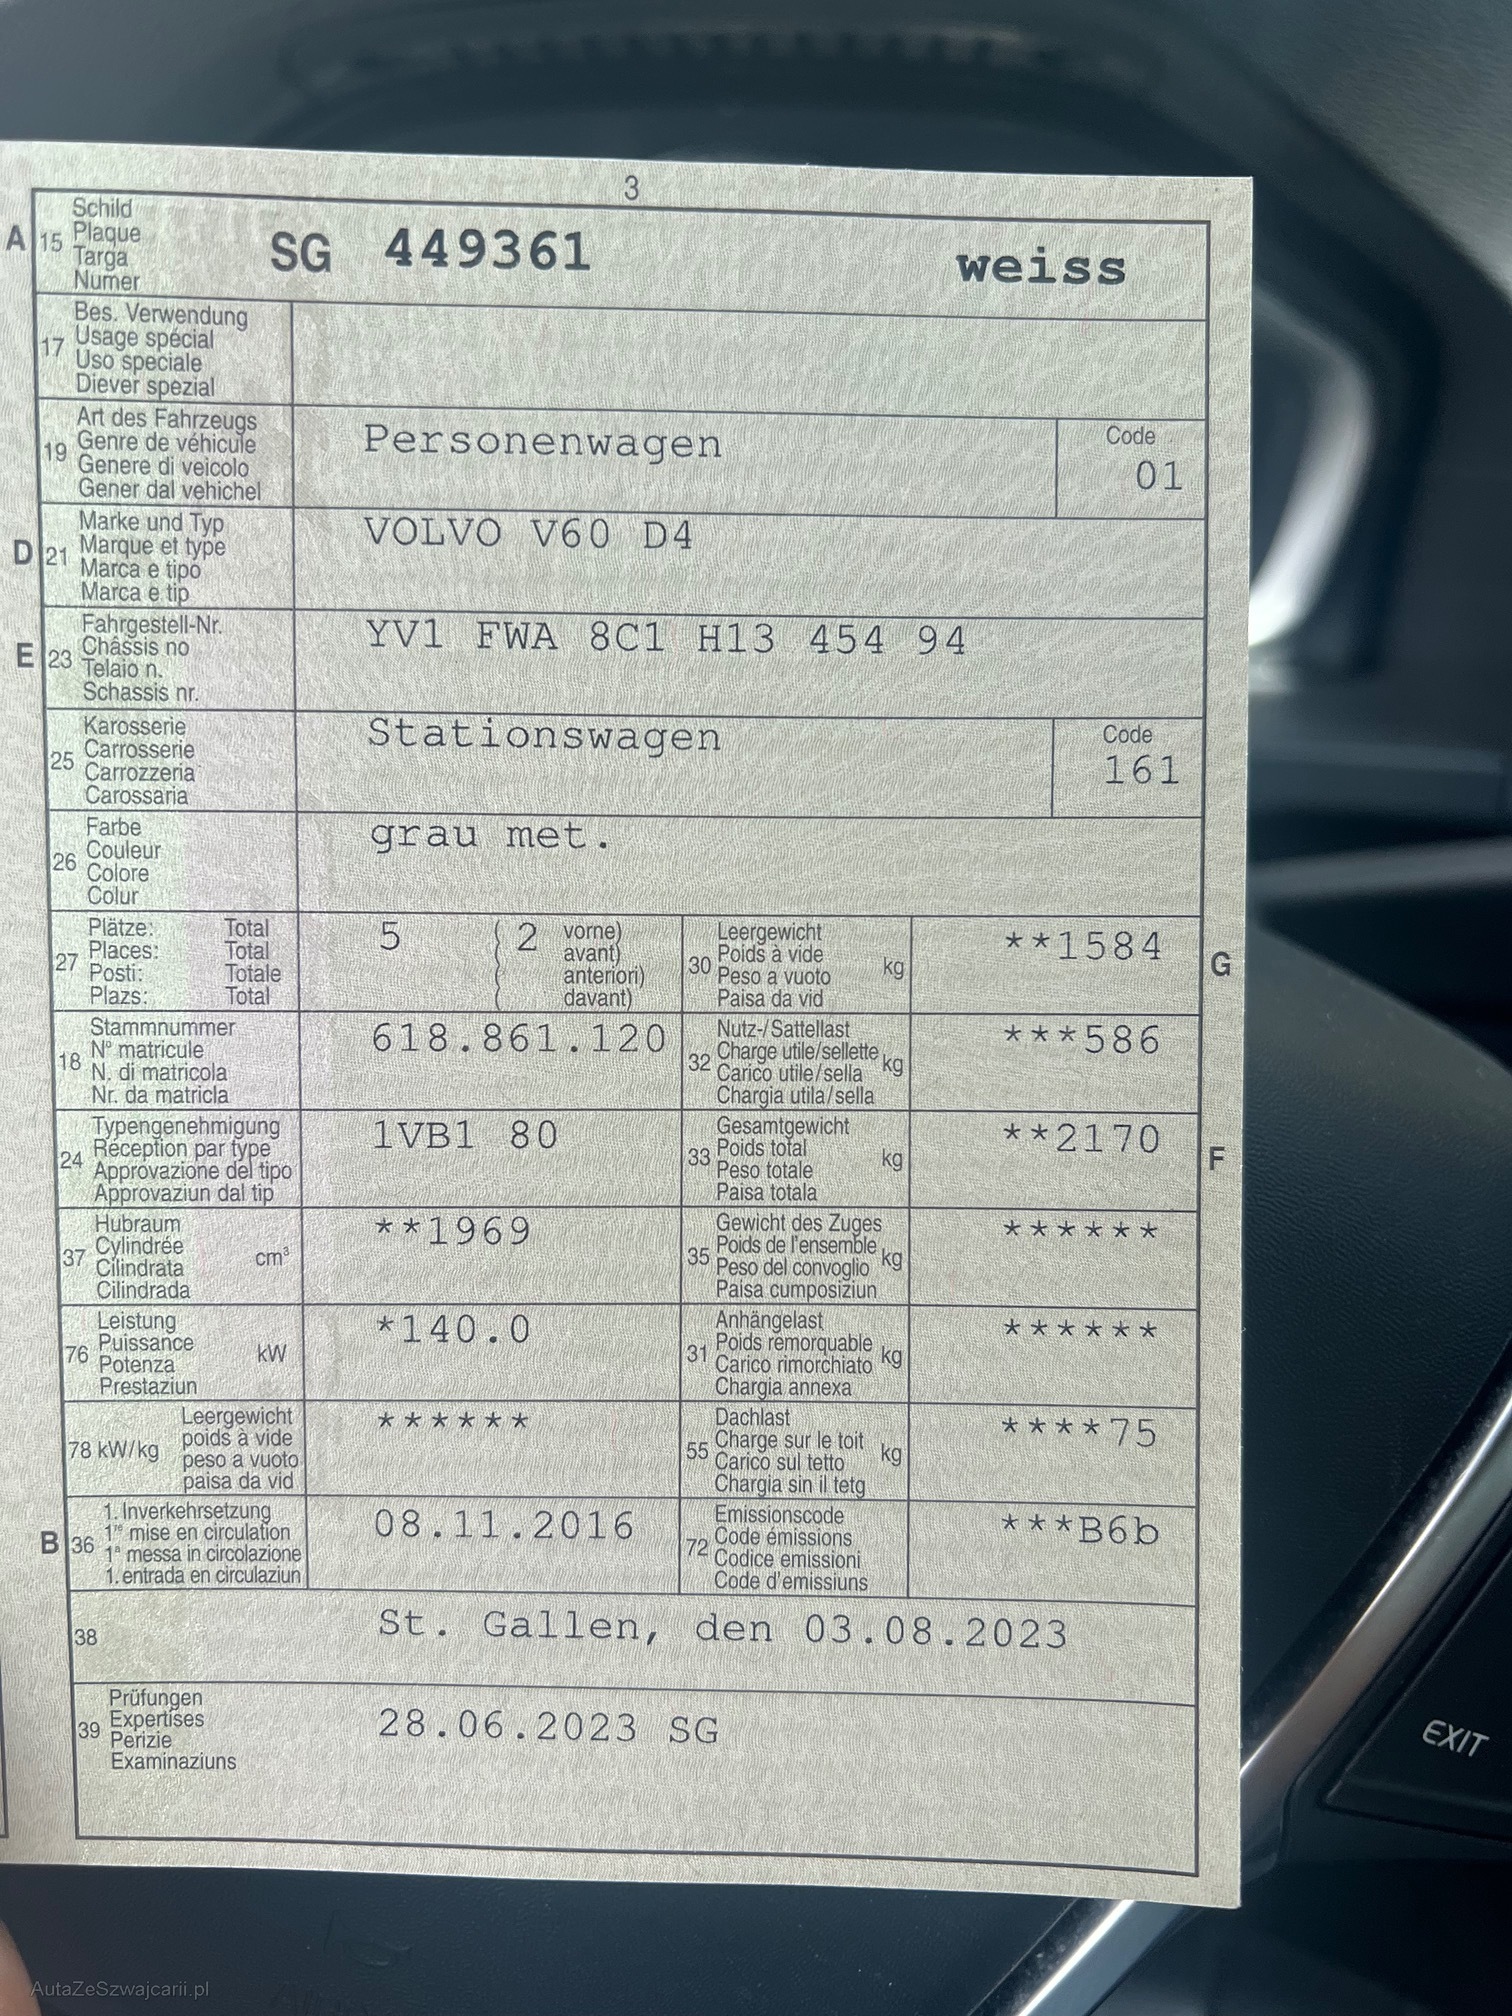 3
A 15 Schild
Plaque
Targa
Numer
SG 449361 weiss
17 Bes. Verwendung
Usage spécial
Uso speciale
Diever spezial
19 Art des Fahrzeugs
Genre de véhicule
Genere di veicolo
Gener dal vehichel
Personenwagen
Code
01
D 21 Marke und Typ
Marque et type
Marca e tipo
Marca e tip
VOLVO V60 D4
E 23 Fahrgestell-Nr.
Châssis no
Telaio n.
Schassis nr.
YV1 FWA 8C1 H13 454 94
25 Karosserie
Carrosserie
Carrozzeria
Carossaria
Stationswagen
Code
161
26 Farbe
Couleur
Colore
Colur
grau met.
27 Plätze: Total
Places: Total
Posti: Totale
Plazs: Total
5 ( 2 vorne)
( avant)
( anteriori)
( davant)
30 Leergewicht
Poids à vide
Peso a vuoto
Paisa da vid
kg
**1584
G
18 Stammnummer
N° matricule
N. di matricola
Nr. da matricla
618.861.120
32 Nutz-/Sattellast
Charge utile/sellette
Carico utile/sella
Chargia utila/sella
kg
***586
24 Typengenehmigung
Réception par type
Approvazione del tipo
Approvaziun dal tip
1VB1 80
33 Gesamtgewicht
Poids total
Peso totale
Paisa totala
kg
**2170
F
37 Hubraum
Cylindrée
Cilindrata
Cilindrada
cm³
**1969
35 Gewicht des Zuges
Poids de l'ensemble
Peso del convoglio
Paisa cumposiziun
kg
******
76 Leistung
Puissance
Potenza
Prestaziun
kW
*140.0
31 Anhängelast
Poids remorquable
Carico rimorchiato
Chargia annexa
kg
******
78 kW/kg Leergewicht
poids à vide
peso a vuoto
paisa da vid
******
55 Dachlast
Charge sur le toit
Carico sul tetto
Chargia sin il tetg
kg
****75
B 36 1. Inverkehrsetzung
1re mise en circulation
1a messa in circolazione
1. entrada en circulaziun
08.11.2016
72 Emissionscode
Code émissions
Codice emissioni
Code d'emissiuns
***B6b
38 St. Gallen, den 03.08.2023
39 Prüfungen
Expertises
Perizie
Examinaziuns
28.06.2023 SG
EXIT
AutaZeSzwajcarii.pl